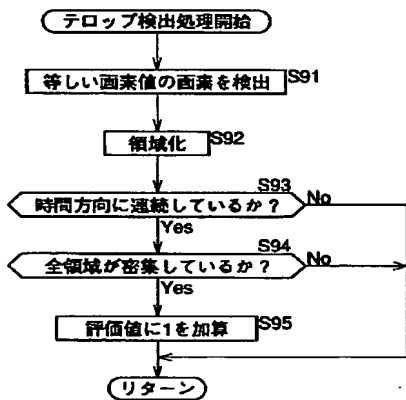 テロップ検出処理開始
等しい画素値の画素を検出 S91
領域化 S92
S93
時間方向に連続しているか？ No
Yes
S94
全領域が密集しているか？ No
Yes
評価値に1を加算 S95
リターン